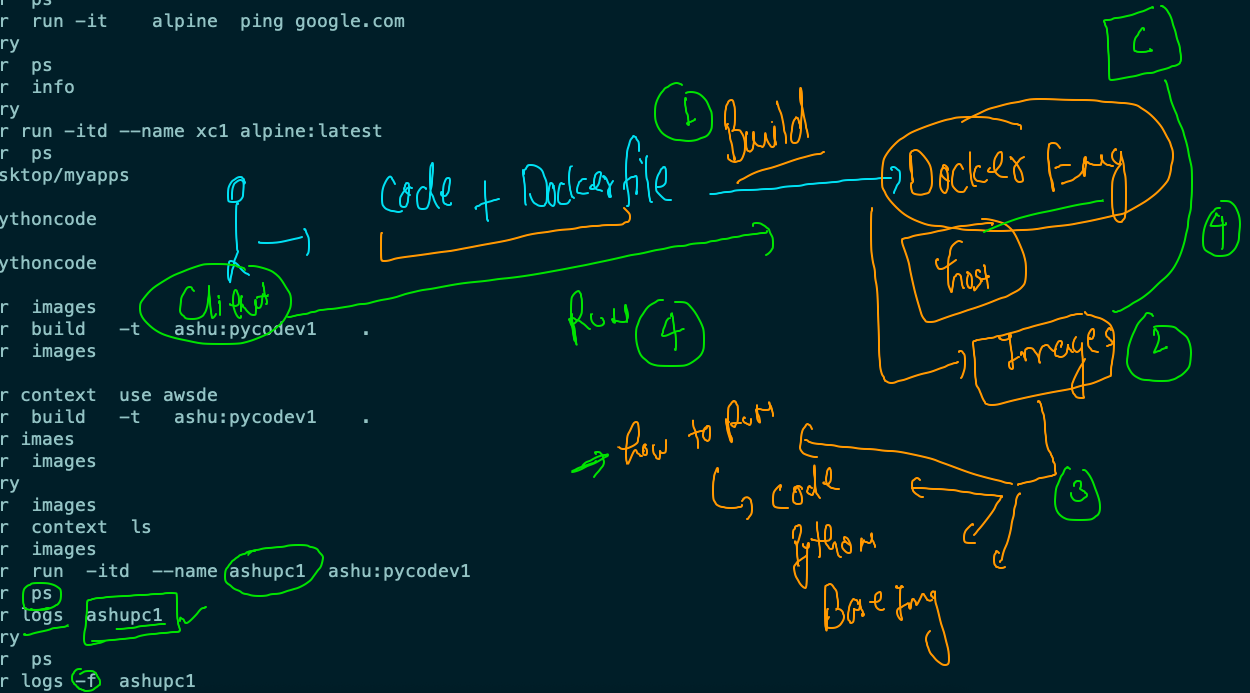 r ps
r run -it alpine ping google.com
ry
r ps
r info
ry
r run -itd --name xc1 alpine:latest
r ps
sktop/myapps
ythoncode
ythoncode
r images
r build -t ashu:pycodev1 .
r images
r context use awsde
r build -t ashu:pycodev1 .
r imaes
r images
ry
r images
r context ls
r images
r run -itd --name ashupc1 ashu:pycodev1
r ps
r logs ashupc1
ry
r ps
r logs -f ashupc1
Client
Code + Dockerfile
1
Build
Docker Eng
host
C
4
Run 4
Images
2
3
how to Run
code
Python
Base Img